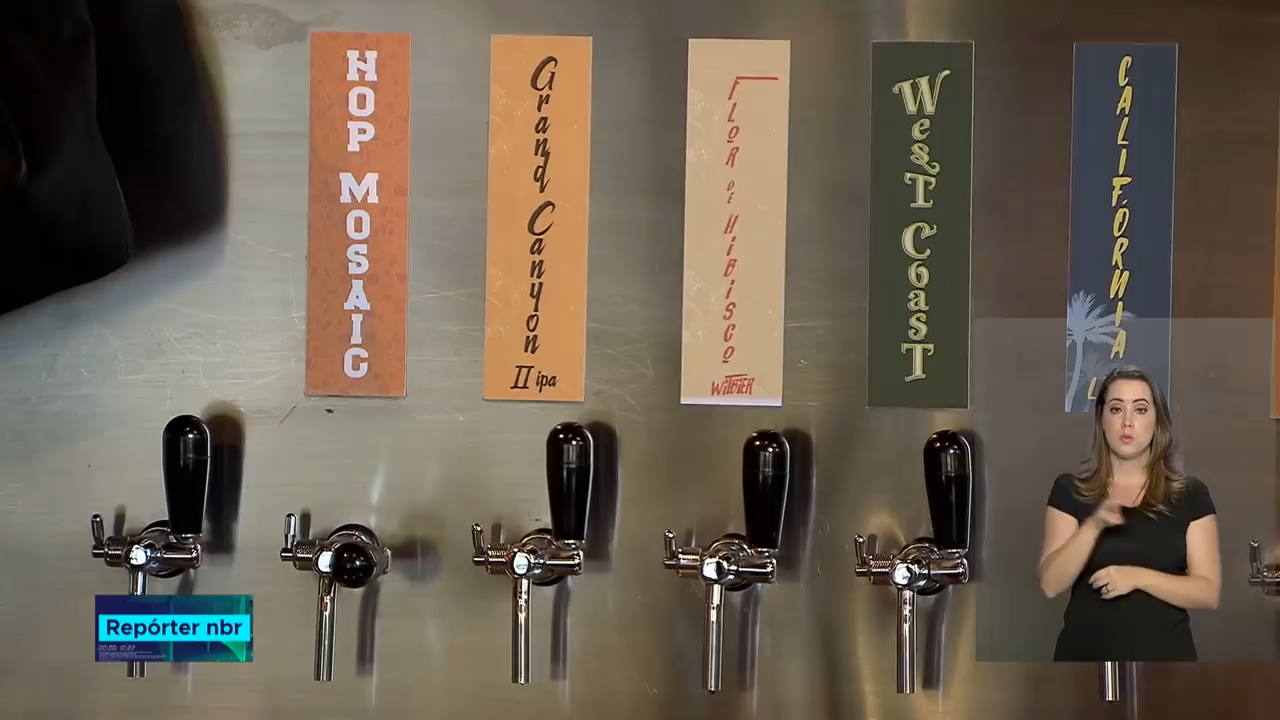 HOP MOSAIC
Grand Canyon
II ipa
FLOR DE HIBISCO
WITBIER
WEST COAST
CALIFORNIA
L
Repórter nbr